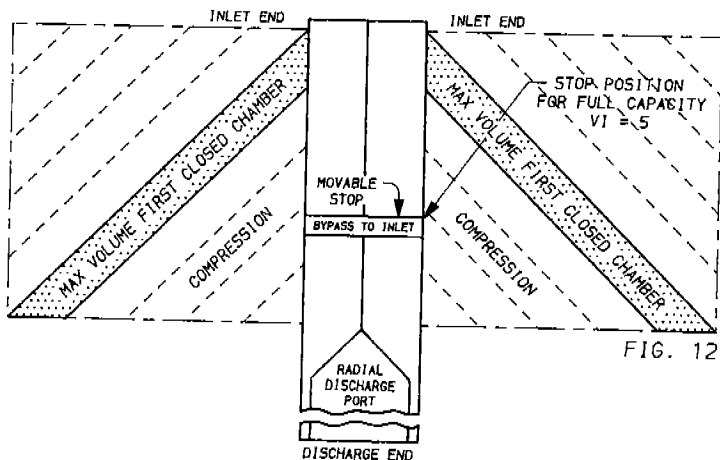 INLET END
INLET END
STOP POSITION
FOR FULL CAPACITY
VI = 5
MAX VOLUME FIRST CLOSED CHAMBER
MAX VOLUME FIRST CLOSED CHAMBER
MOVABLE
STOP
BYPASS TO INLET
COMPRESSION
COMPRESSION
FIG. 12
RADIAL
DISCHARGE
PORT
DISCHARGE END